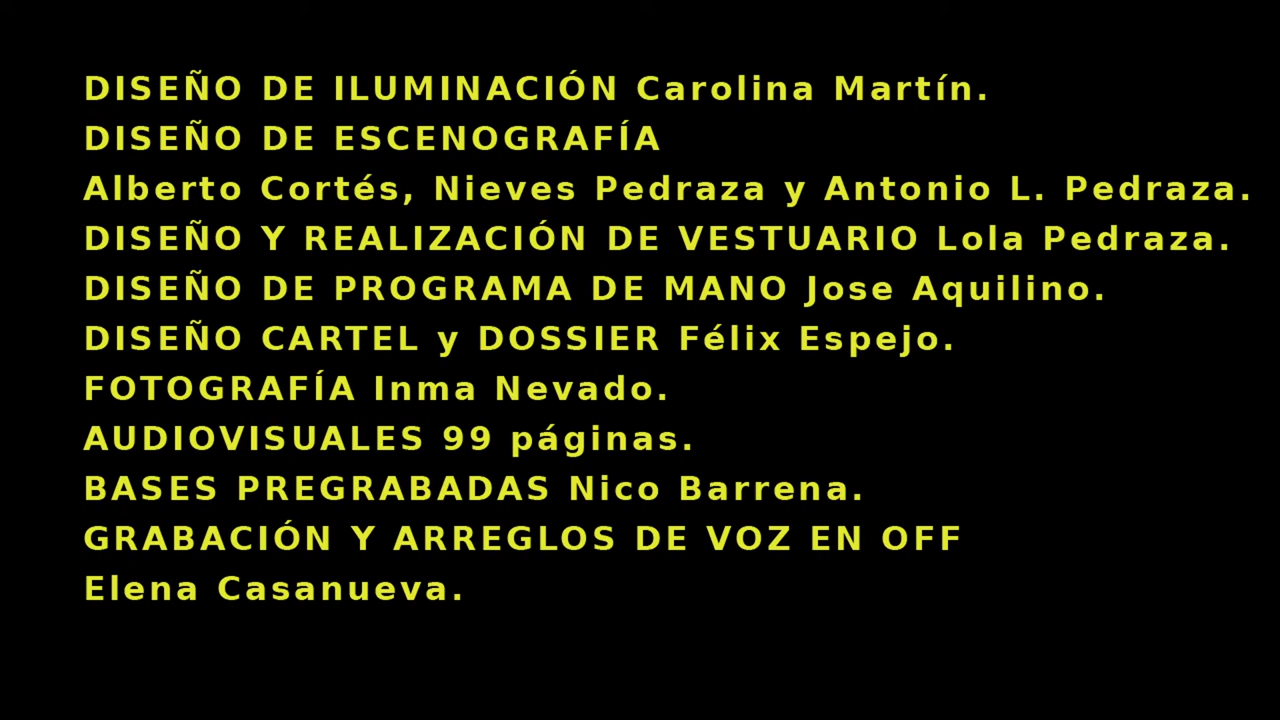 DISEÑO DE ILUMINACIÓN Carolina Martín.
DISEÑO DE ESCENOGRAFÍA
Alberto Cortés, Nieves Pedraza y Antonio L. Pedraza.
DISEÑO Y REALIZACIÓN DE VESTUARIO Lola Pedraza.
DISEÑO DE PROGRAMA DE MANO Jose Aquilino.
DISEÑO CARTEL y DOSSIER Félix Espejo.
FOTOGRAFÍA Inma Nevado.
AUDIOVISUALES 99 páginas.
BASES PREGRABADAS Nico Barrena.
GRABACIÓN Y ARREGLOS DE VOZ EN OFF
Elena Casanueva.